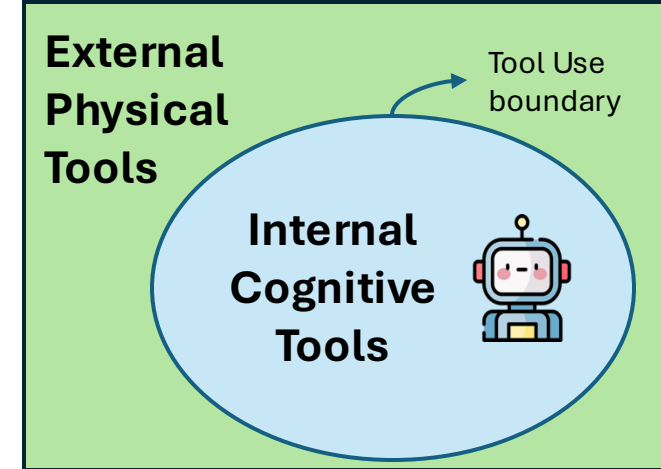 External
Physical
Tools
Tool Use
boundary
Internal
Cognitive
Tools